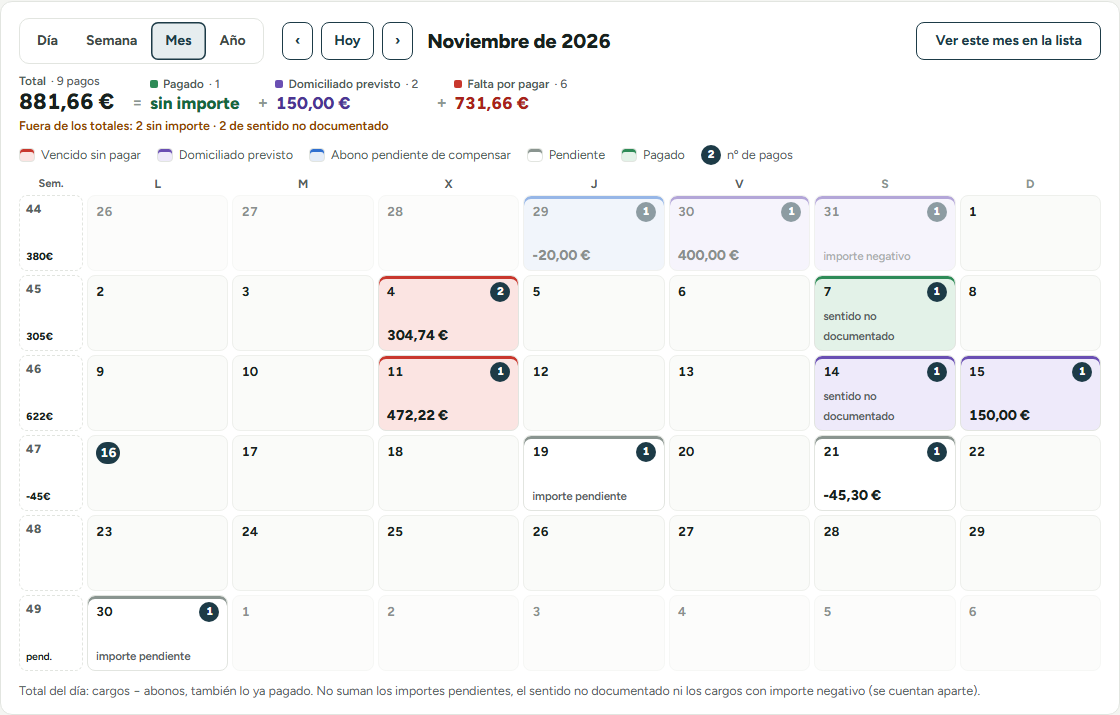 Día Semana Mes Año ‹ Hoy › Noviembre de 2026 Ver este mes en la lista
Total · 9 pagos Pagado · 1 Domiciliado previsto · 2 Falta por pagar · 6
881,66 € = sin importe + 150,00 € + 731,66 €
Fuera de los totales: 2 sin importe · 2 de sentido no documentado
Vencido sin pagar Domiciliado previsto Abono pendiente de compensar Pendiente Pagado 2 nº de pagos
Sem. L M X J V S D
44 26 27 28 29 1 30 1 31 1 1
380€ -20,00 € 400,00 € importe negativo
45 2 3 4 2 5 6 7 1 8
sentido no
305€ 304,74 € documentado
46 9 10 11 1 12 13 14 1 15 1
sentido no
622€ 472,22 € documentado 150,00 €
47 16 17 18 19 1 20 21 1 22
-45€ importe pendiente -45,30 €
48 23 24 25 26 27 28 29
49 30 1 1 2 3 4 5 6
pend. importe pendiente
Total del día: cargos − abonos, también lo ya pagado. No suman los importes pendientes, el sentido no documentado ni los cargos con importe negativo (se cuentan aparte).